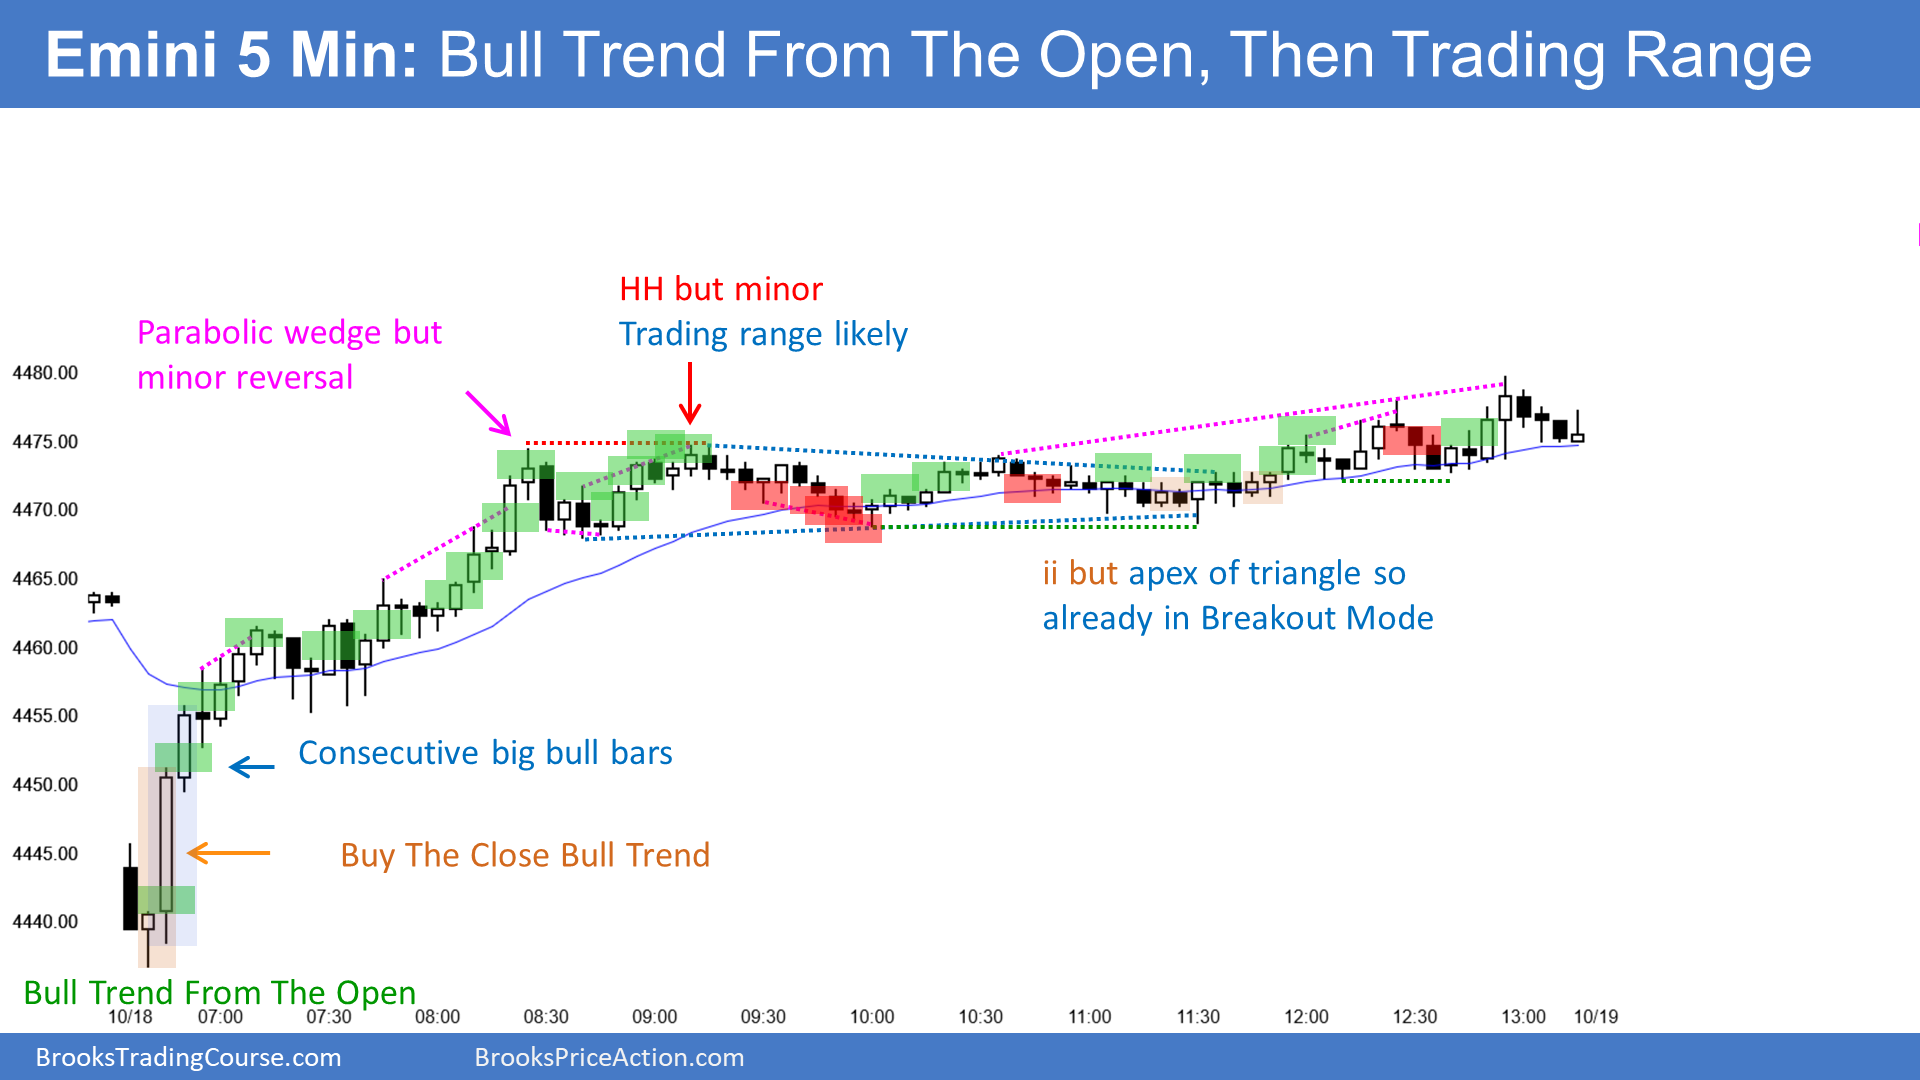 Emini 5 Min: Bull Trend From The Open, Then Trading Range
HH but minor
Trading range likely
Parabolic wedge but
minor reversal
4480.00
4475.00
4470.00
4465.00
4460.00
4455.00
4450.00
4445.00
4440.00
ii but apex of triangle so
already in Breakout Mode
Consecutive big bull bars
Buy The Close Bull Trend
Bull Trend From The Open
10/18 07:00 07:30 08:00 08:30 09:00 09:30 10:00 10:30 11:00 11:30 12:00 12:30 13:00 10/19
BrooksTradingCourse.com BrooksPriceAction.com